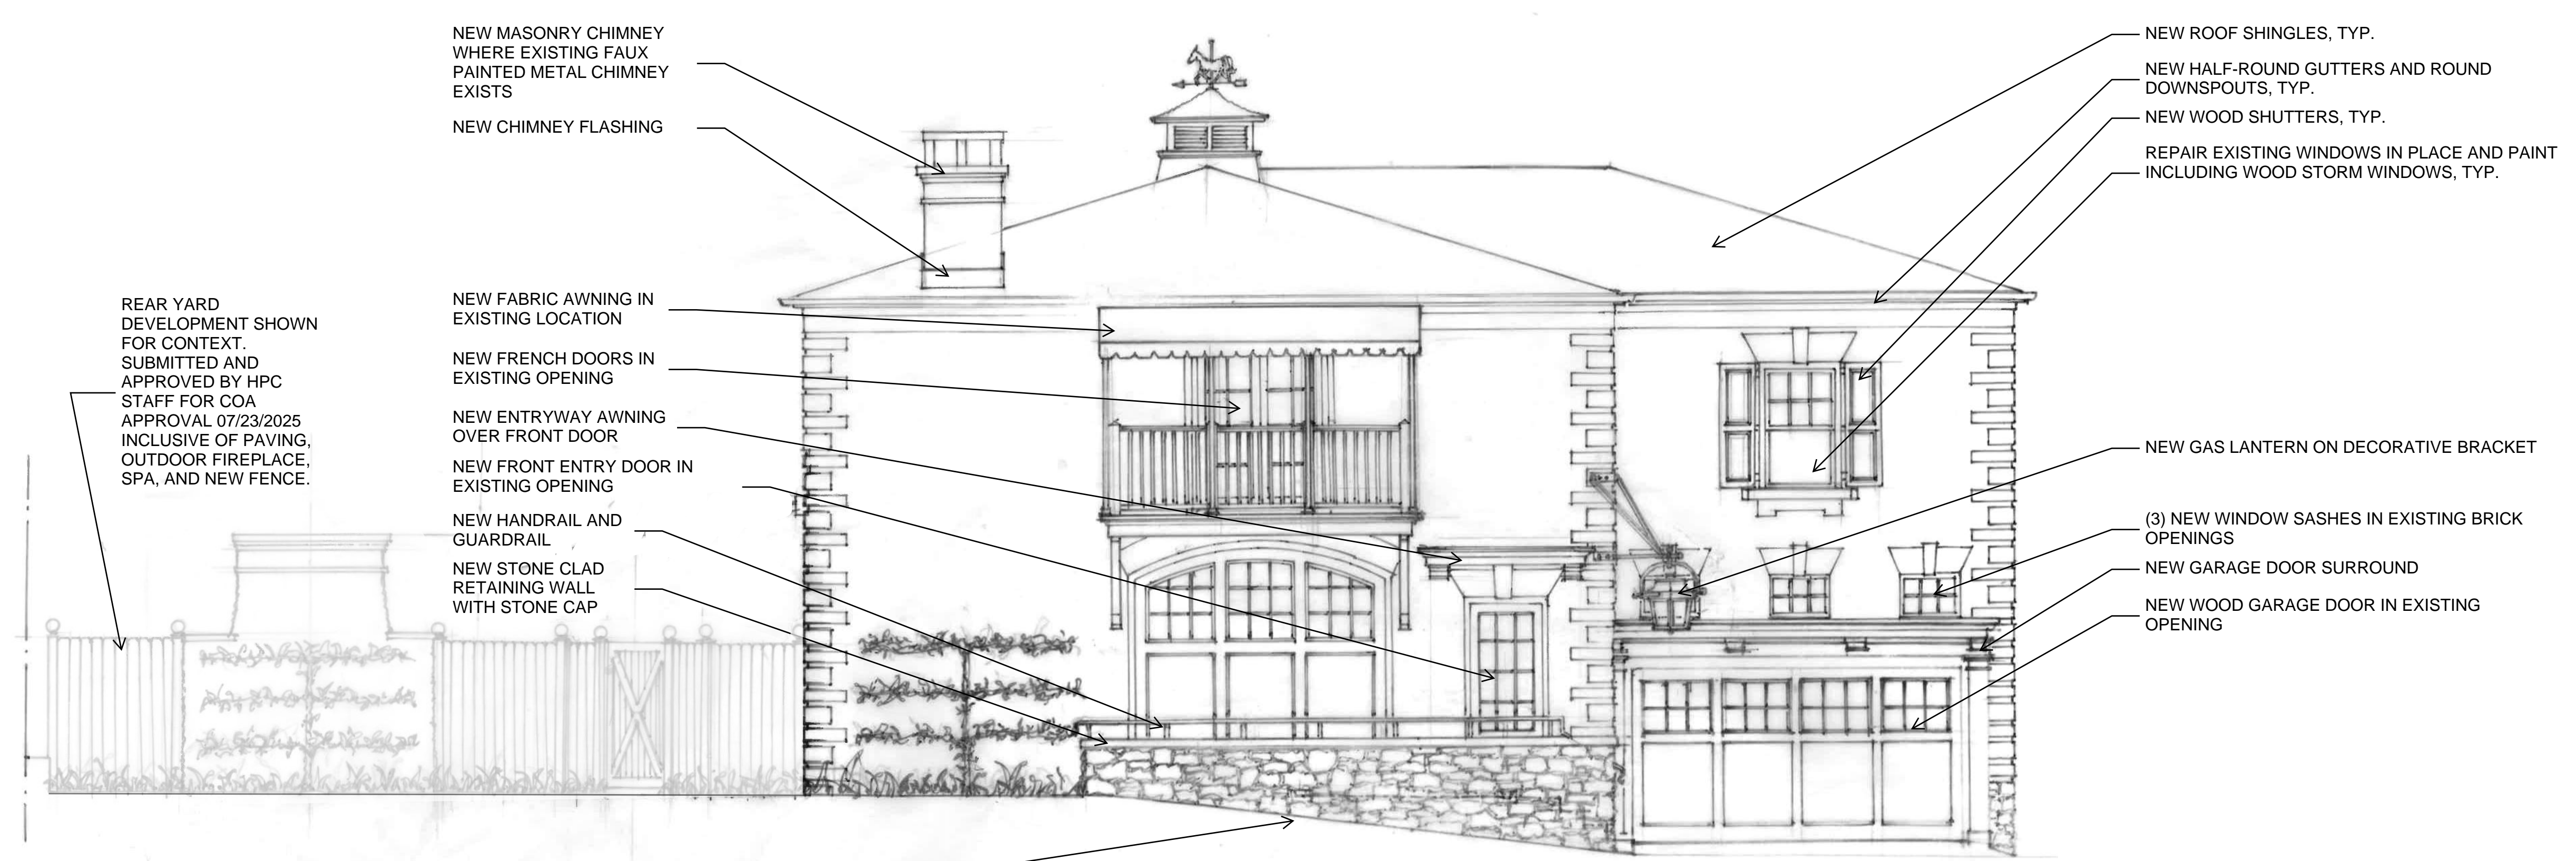 NEW MASONRY CHIMNEY
WHERE EXISTING FAUX
PAINTED METAL CHIMNEY
EXISTS
NEW CHIMNEY FLASHING
REAR YARD
DEVELOPMENT SHOWN
FOR CONTEXT.
SUBMITTED AND
APPROVED BY HPC
STAFF FOR COA
APPROVAL 07/23/2025
INCLUSIVE OF PAVING,
OUTDOOR FIREPLACE,
SPA, AND NEW FENCE.
NEW FABRIC AWNING IN
EXISTING LOCATION
NEW FRENCH DOORS IN
EXISTING OPENING
NEW ENTRYWAY AWNING
OVER FRONT DOOR
NEW FRONT ENTRY DOOR IN
EXISTING OPENING
NEW HANDRAIL AND
GUARDRAIL
NEW STONE CLAD
RETAINING WALL
WITH STONE CAP
NEW ROOF SHINGLES, TYP.
NEW HALF-ROUND GUTTERS AND ROUND
DOWNSPOUTS, TYP.
NEW WOOD SHUTTERS, TYP.
REPAIR EXISTING WINDOWS IN PLACE AND PAINT
INCLUDING WOOD STORM WINDOWS, TYP.
NEW GAS LANTERN ON DECORATIVE BRACKET
(3) NEW WINDOW SASHES IN EXISTING BRICK
OPENINGS
NEW GARAGE DOOR SURROUND
NEW WOOD GARAGE DOOR IN EXISTING
OPENING